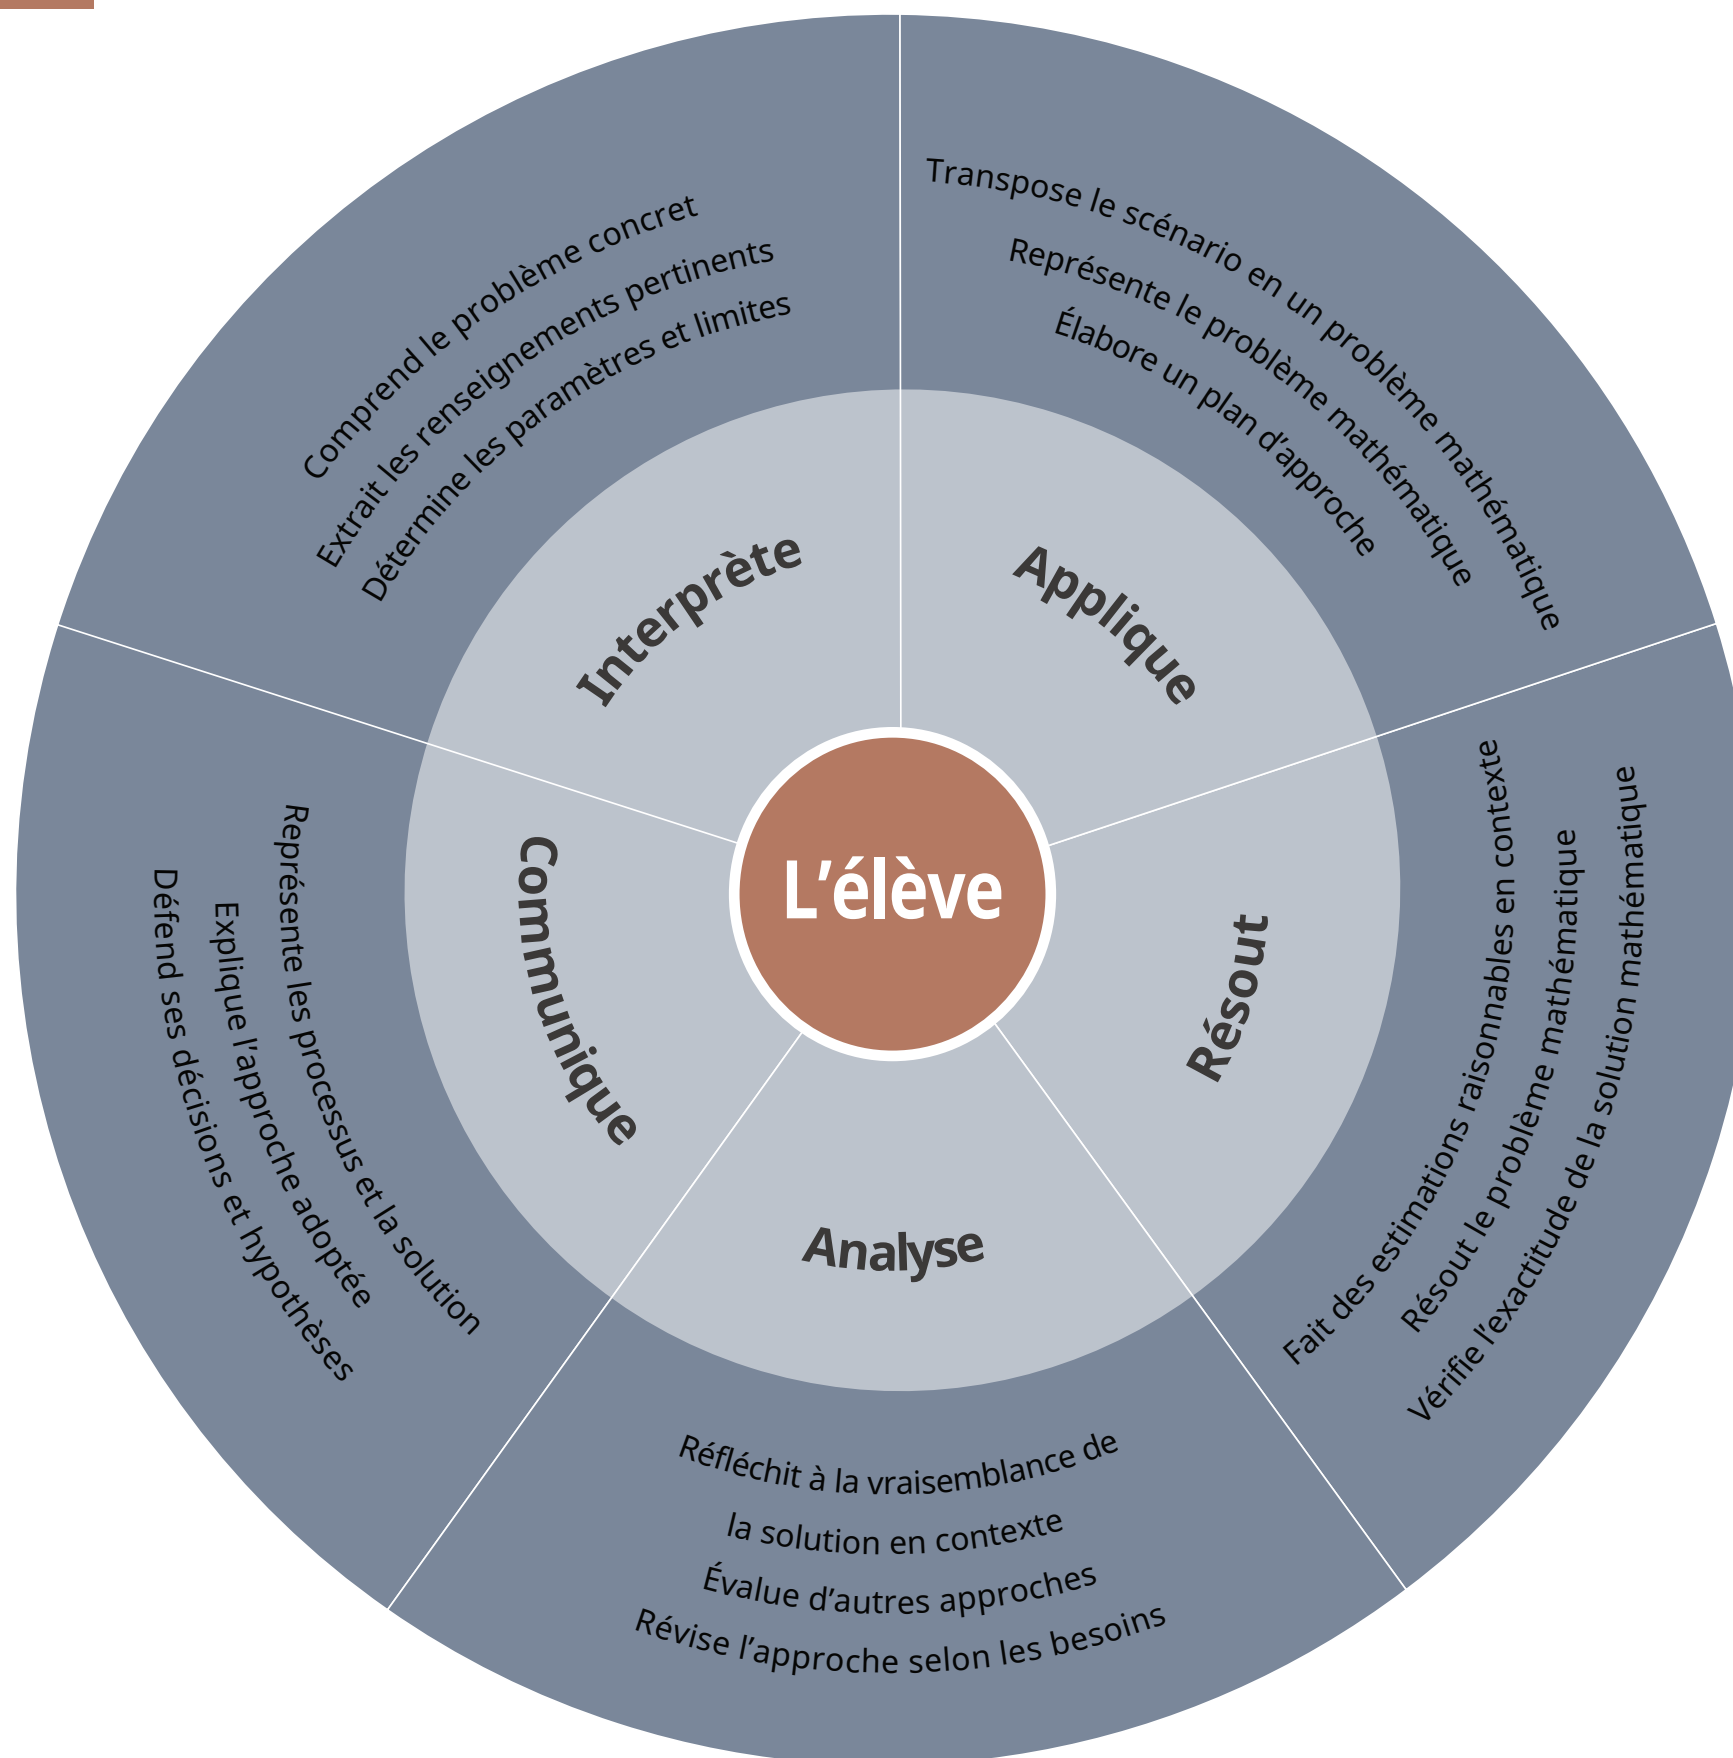 L’élève
Interprète
Comprend le problème concret
Extrait les renseignements pertinents
Détermine les paramètres et limites
Applique
Transpose le scénario en un problème mathématique
Représente le problème mathématique
Élabore un plan d’approche
Résout
Fait des estimations raisonnables en contexte
Résout le problème mathématique
Vérifie l’exactitude de la solution mathématique
Analyse
Réfléchit à la vraisemblance de
la solution en contexte
Évalue d’autres approches
Révise l’approche selon les besoins
Communique
Représente les processus et la solution
Explique l’approche adoptée
Défend ses décisions et hypothèses